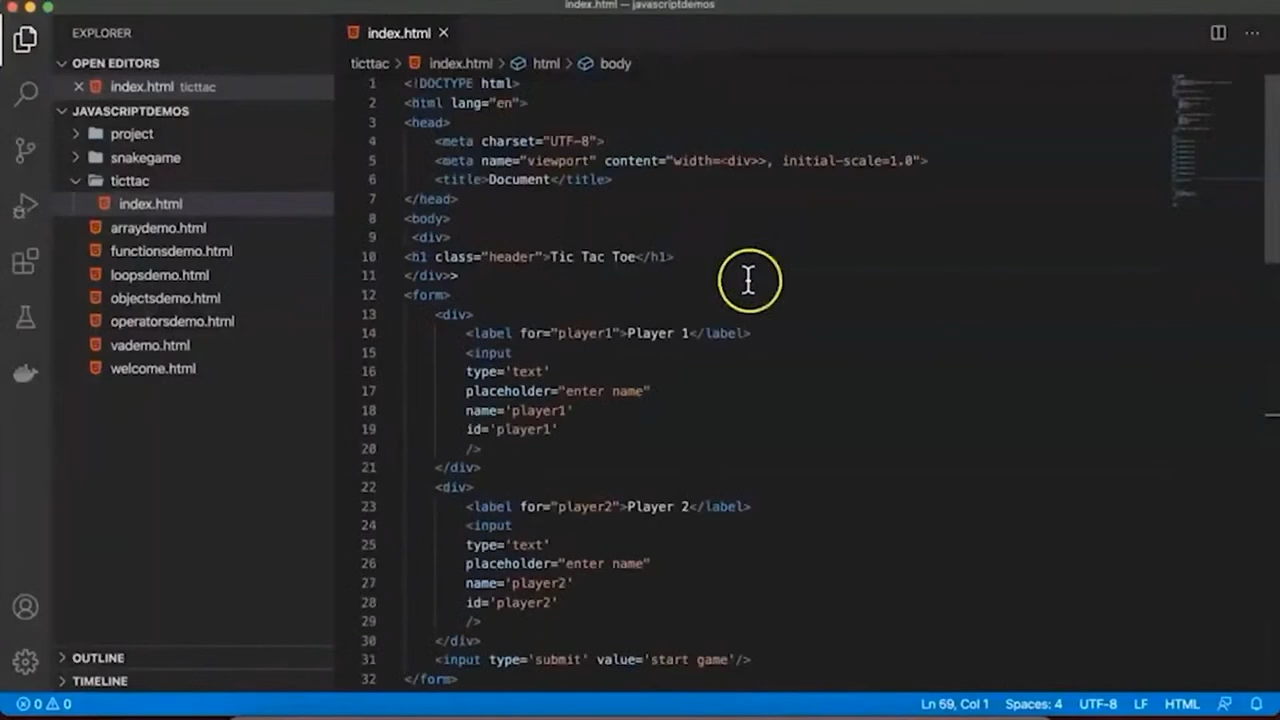 index.html — javascriptdemos
EXPLORER
OPEN EDITORS
index.html ticttac
JAVASCRIPTDEMOS
project
snakegame
ticttac
index.html
arraydemo.html
functionsdemo.html
loopsdemo.html
objectsdemo.html
operatorsdemo.html
vademo.html
welcome.html
OUTLINE
TIMELINE
index.html
ticttac > index.html > html > body
1 <!DOCTYPE html>
2 <html lang="en">
3 <head>
4 <meta charset="UTF-8">
5 <meta name="viewport" content="width=<div>>, initial-scale=1.0">
6 <title>Document</title>
7 </head>
8 <body>
9 <div>
10 <h1 class="header">Tic Tac Toe</h1>
11 </div>>
12 <form>
13 <div>
14 <label for="player1">Player 1</label>
15 <input
16 type='text'
17 placeholder="enter name"
18 name='player1'
19 id='player1'
20 />
21 </div>
22 <div>
23 <label for="player2">Player 2</label>
24 <input
25 type='text'
26 placeholder="enter name"
27 name='player2'
28 id='player2'
29 />
30 </div>
31 <input type='submit' value='start game'/>
32 </form>
0 0 Ln 69, Col 1 Spaces: 4 UTF-8 LF HTML